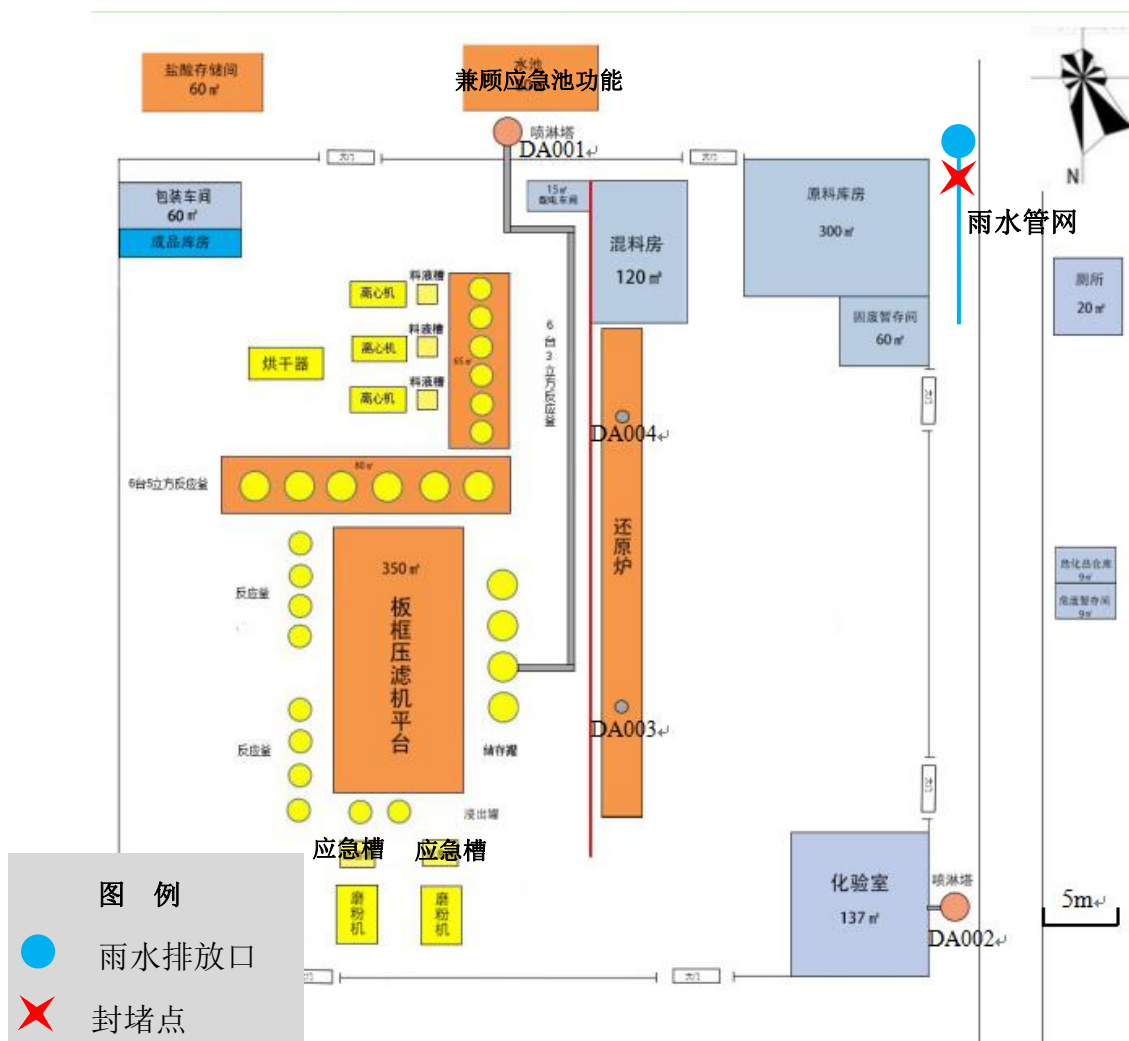 盐酸存储间
60㎡
水池
兼顾应急池功能
喷淋塔
DA001
大门
大门
N
包装车间
60㎡
成品库房
15㎡
配电车间
混料房
120㎡
原料库房
300㎡
雨水管网
固废暂存间
60㎡
厕所
20㎡
料液槽
离心机
料液槽
离心机
料液槽
离心机
烘干器
65㎡
6台3立方反应釜
大门
DA004
80㎡
6台5立方反应釜
还原炉
350㎡
板框压滤机平台
反应釜
反应釜
储存罐
DA003
危化品仓库
9㎡
危废暂存间
9㎡
大门
浸出罐
应急槽
应急槽
磨粉机
磨粉机
化验室
137㎡
喷淋塔
DA002
5m
大门
图 例
雨水排放口
封堵点